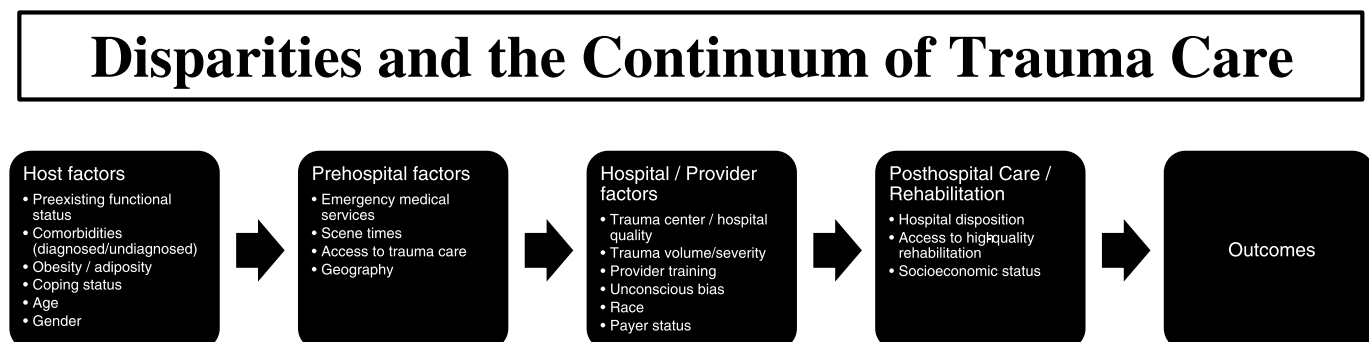 Disparities and the Continuum of Trauma Care
Host factors
• Preexisting functional
status
• Comorbidities
(diagnosed/undiagnosed)
• Obesity / adiposity
• Coping status
• Age
• Gender
Prehospital factors
• Emergency medical
services
• Scene times
• Access to trauma care
• Geography
Hospital / Provider
factors
• Trauma center / hospital
quality
• Trauma volume/severity
• Provider training
• Unconscious bias
• Race
• Payer status
Posthospital Care /
Rehabilitation
• Hospital disposition
• Access to high-quality
rehabilitation
• Socioeconomic status
Outcomes